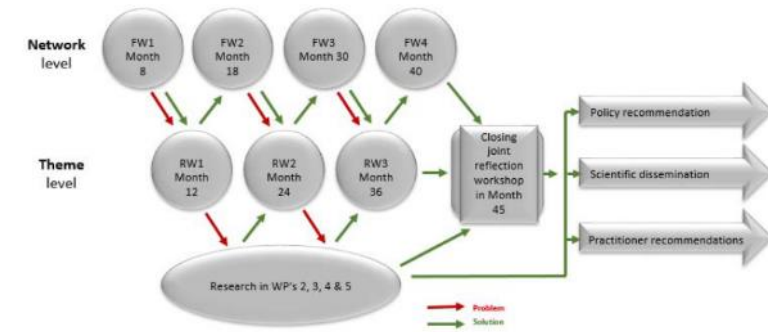 Network
level
FW1
Month
8
FW2
Month
18
FW3
Month 30
FW4
Month
40
Theme
level
RW1
Month
12
RW2
Month
24
RW3
Month
36
Closing
joint
reflection
workshop
in Month
45
Policy recommendation
Scientific dissemination
Practitioner recommendations
Research in WP's 2, 3, 4 & 5
Problem
Solution